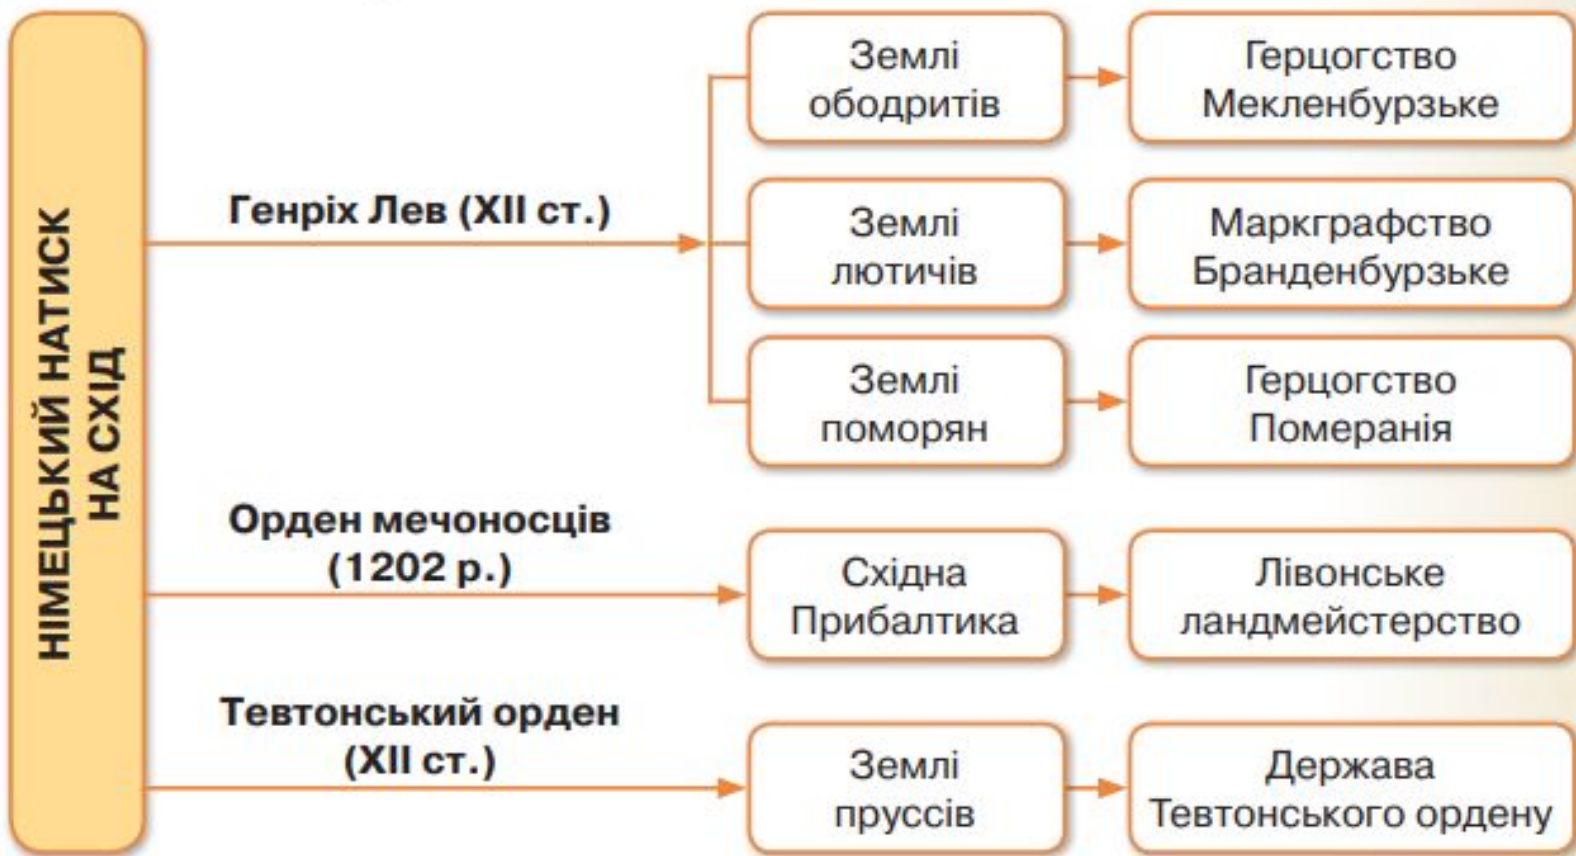 НІМЕЦЬКИЙ НАТИСК
НА СХІД
Генріх Лев (XII ст.)
Землі
ободритів
Герцогство
Мекленбурзьке
Землі
лютичів
Маркграфство
Бранденбурзьке
Землі
поморян
Герцогство
Померанія
Орден мечоносців
(1202 р.)
Східна
Прибалтика
Лівонське
ландмейстерство
Тевтонський орден
(XII ст.)
Землі
пруссів
Держава
Тевтонського ордену